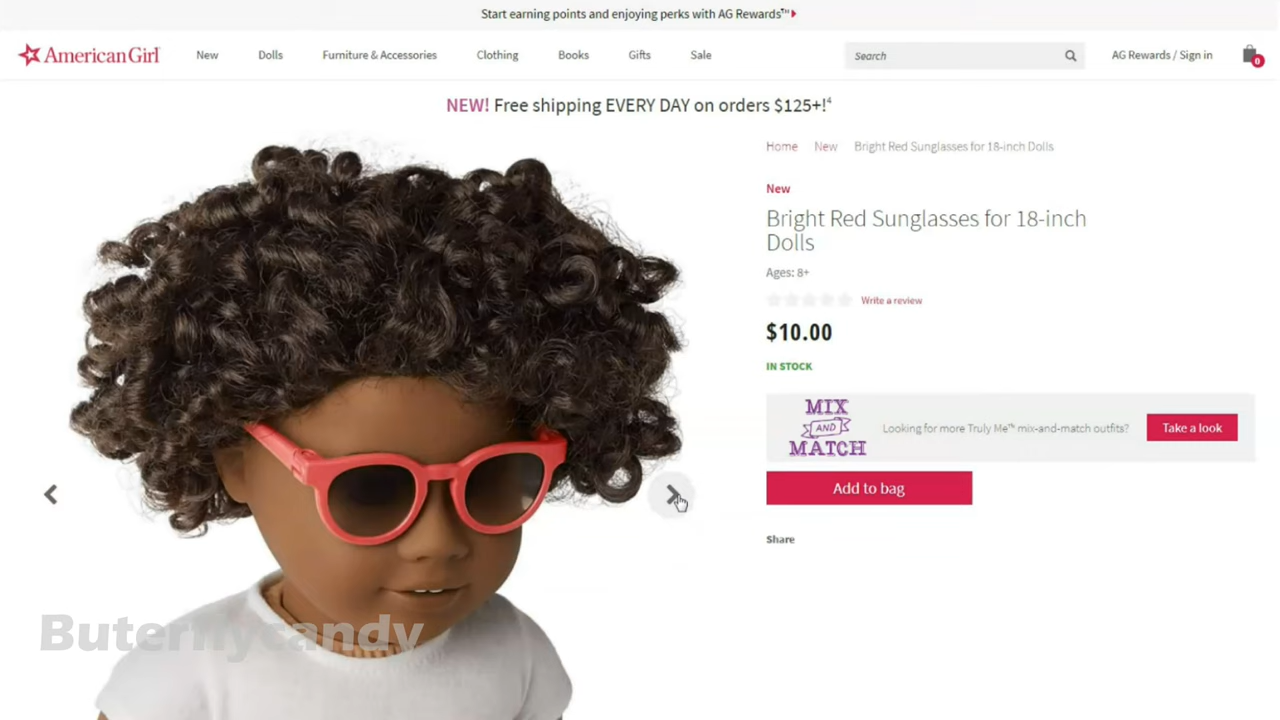 Start earning points and enjoying perks with AG Rewards™
American Girl
New
Dolls
Furniture & Accessories
Clothing
Books
Gifts
Sale
Search
AG Rewards / Sign in
0
NEW! Free shipping EVERY DAY on orders $125+!⁴
Home New Bright Red Sunglasses for 18-inch Dolls
New
Bright Red Sunglasses for 18-inch
Dolls
Ages: 8+
Write a review
$10.00
IN STOCK
MIX
AND
MATCH
Looking for more Truly Me™ mix-and-match outfits?
Take a look
Add to bag
Share
Buterflycandy